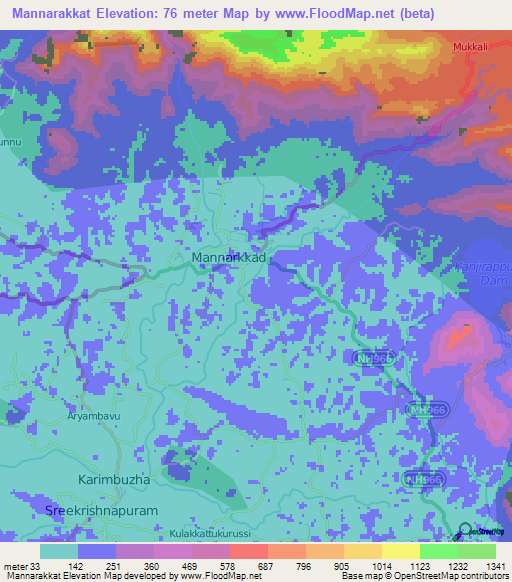 Mannarakkat Elevation: 76 meter Map by www.FloodMap.net (beta)
Mukkali
unnu
Mannarkkad
Kanjirappu
Dam
NH966
NH966
Aryambavu
NH966
Karimbuzha
Sreekrishnapuram
Kulakkattukurussi
OpenStreetMap
meter 33 142 251 360 469 578 687 796 905 1014 1123 1232 1341
Mannarakkat Elevation Map developed by www.FloodMap.net
Base map © OpenStreetMap contributors